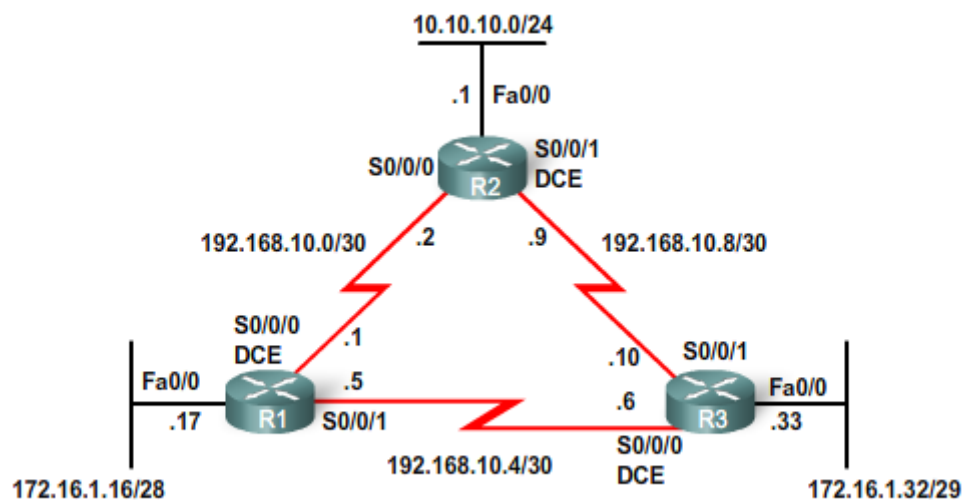 10.10.10.0/24
.1 Fa0/0
S0/0/0
R2
S0/0/1
DCE
192.168.10.0/30
.2
.9
192.168.10.8/30
S0/0/0
DCE
.1
.10
S0/0/1
Fa0/0
.17
R1
.5
S0/0/1
.6
R3
Fa0/0
.33
S0/0/0
DCE
192.168.10.4/30
172.16.1.16/28
172.16.1.32/29